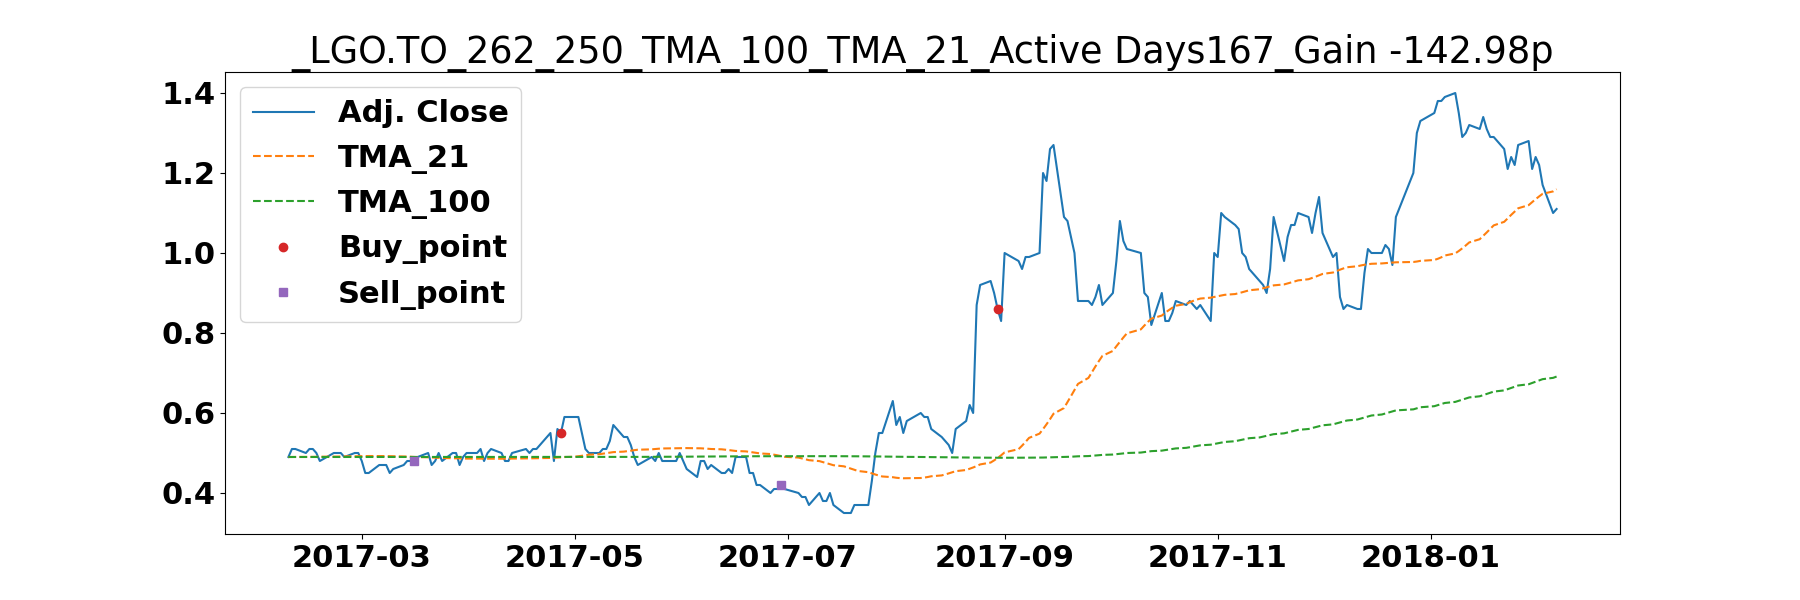 _LGO.TO_262_250_TMA_100_TMA_21_Active Days167_Gain -142.98p
1.4
1.2
1.0
0.8
0.6
0.4
Adj. Close
TMA_21
TMA_100
Buy_point
Sell_point
2017-03 2017-05 2017-07 2017-09 2017-11 2018-01